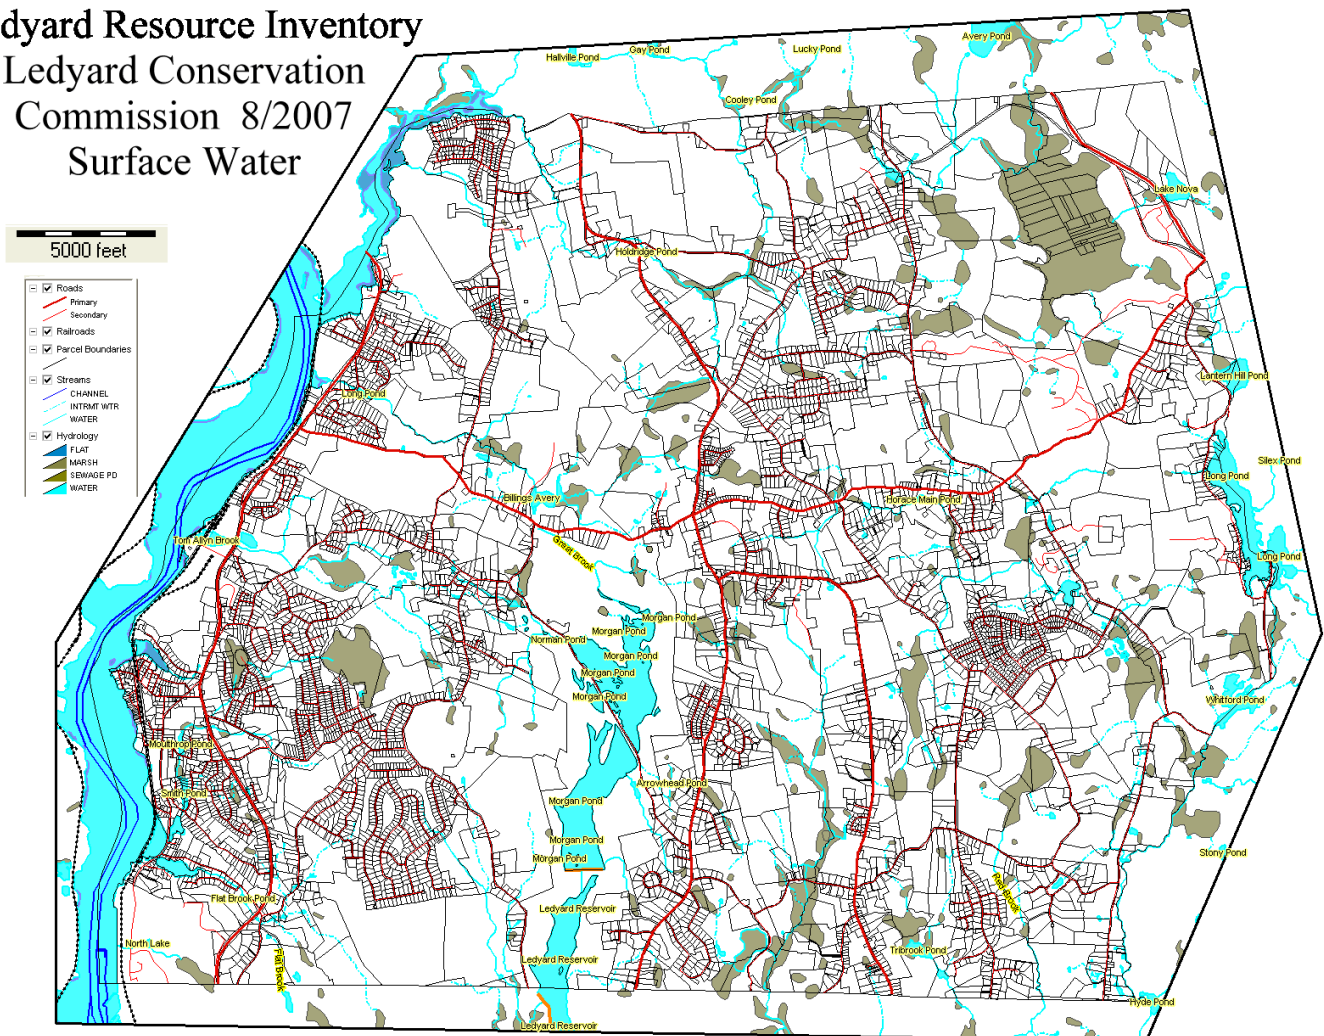 dyard Resource Inventory
Ledyard Conservation
Commission 8/2007
Surface Water
5000 feet
Roads
Primary
Secondary
Railroads
Parcel Boundaries
Streams
CHANNEL
INTRMT WTR
WATER
Hydrology
FLAT
MARSH
SEWAGE PD
WATER
Hallville Pond
Gay Pond
Lucky Pond
Avery Pond
Cooley Pond
Lake Nova
Holdridge Pond
Lantern Hill Pond
Long Pond
Silex Pond
Long Pond
Billings Avery
Horace Main Pond
Tom Allyn Brook
Great Brook
Long Pond
Morgan Pond
Morgan Pond
Norman Pond
Morgan Pond
Morgan Pond
Morgan Pond
Whitford Pond
Moulthrop Pond
Arrowhead Pond
Smith Pond
Morgan Pond
Morgan Pond
Morgan Pond
Stony Pond
Red Brook
Flat Brook Pond
Ledyard Reservoir
North Lake
Flat Brook
Tribrook Pond
Ledyard Reservoir
Hyde Pond
Ledyard Reservoir